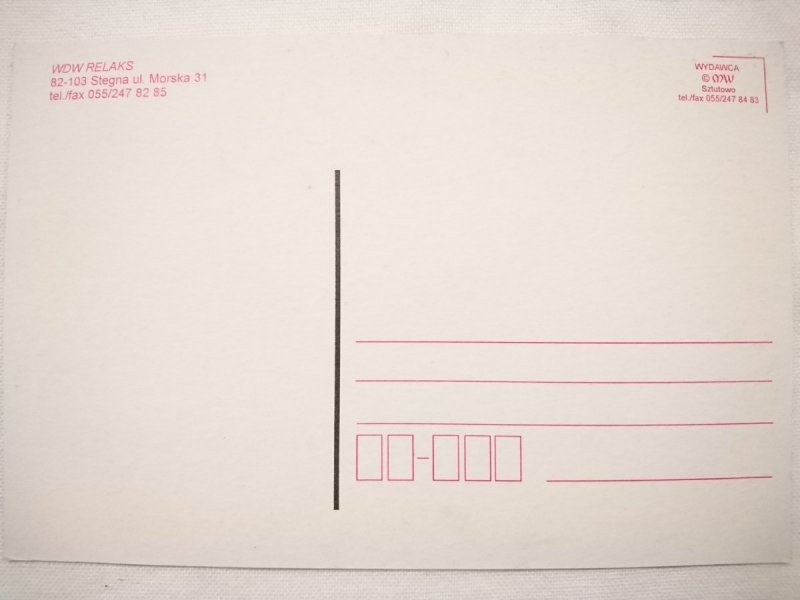 WDW RELAKS
82-103 Stegna ul. Morska 31
tel./fax 055/247 82 85
WYDAWCA
© MW
Sztutowo
tel./fax 055/247 84 83